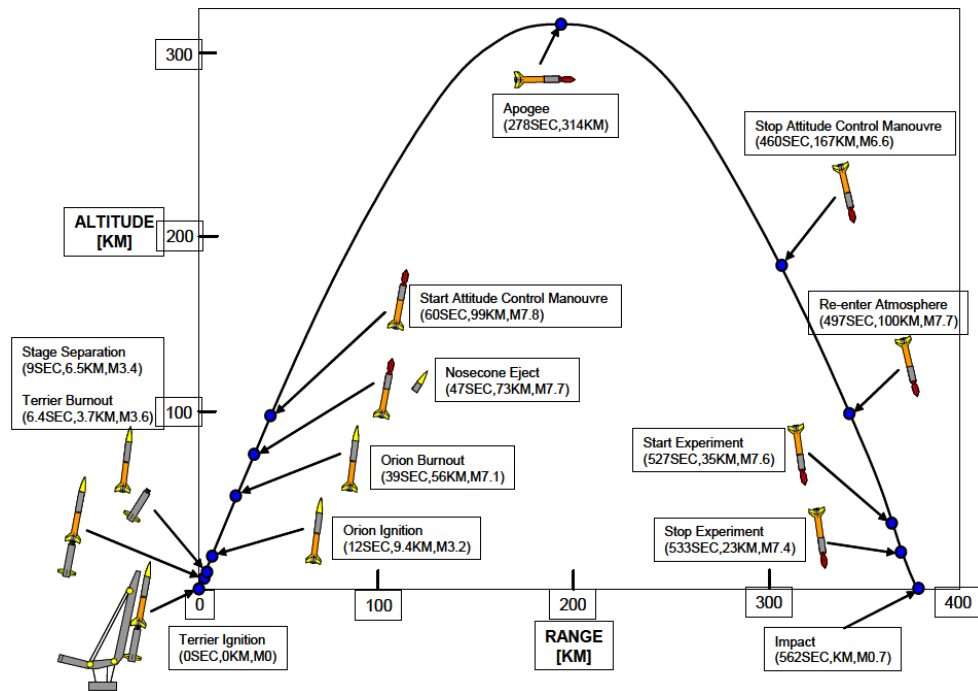 300
Apogee
(278SEC,314KM)
Stop Attitude Control Manouvre
(460SEC,167KM,M6.6)
ALTITUDE
[KM]
200
Start Attitude Control Manouvre
(60SEC,99KM,M7.8)
Re-enter Atmosphere
(497SEC,100KM,M7.7)
Stage Separation
(9SEC,6.5KM,M3.4)
Terrier Burnout
(6.4SEC,3.7KM,M3.6)
Nosecone Eject
(47SEC,73KM,M7.7)
100
Orion Burnout
(39SEC,56KM,M7.1)
Start Experiment
(527SEC,35KM,M7.6)
Orion Ignition
(12SEC,9.4KM,M3.2)
Stop Experiment
(533SEC,23KM,M7.4)
0
100
200
300
400
Terrier Ignition
(0SEC,0KM,M0)
RANGE
[KM]
Impact
(562SEC,KM,M0.7)